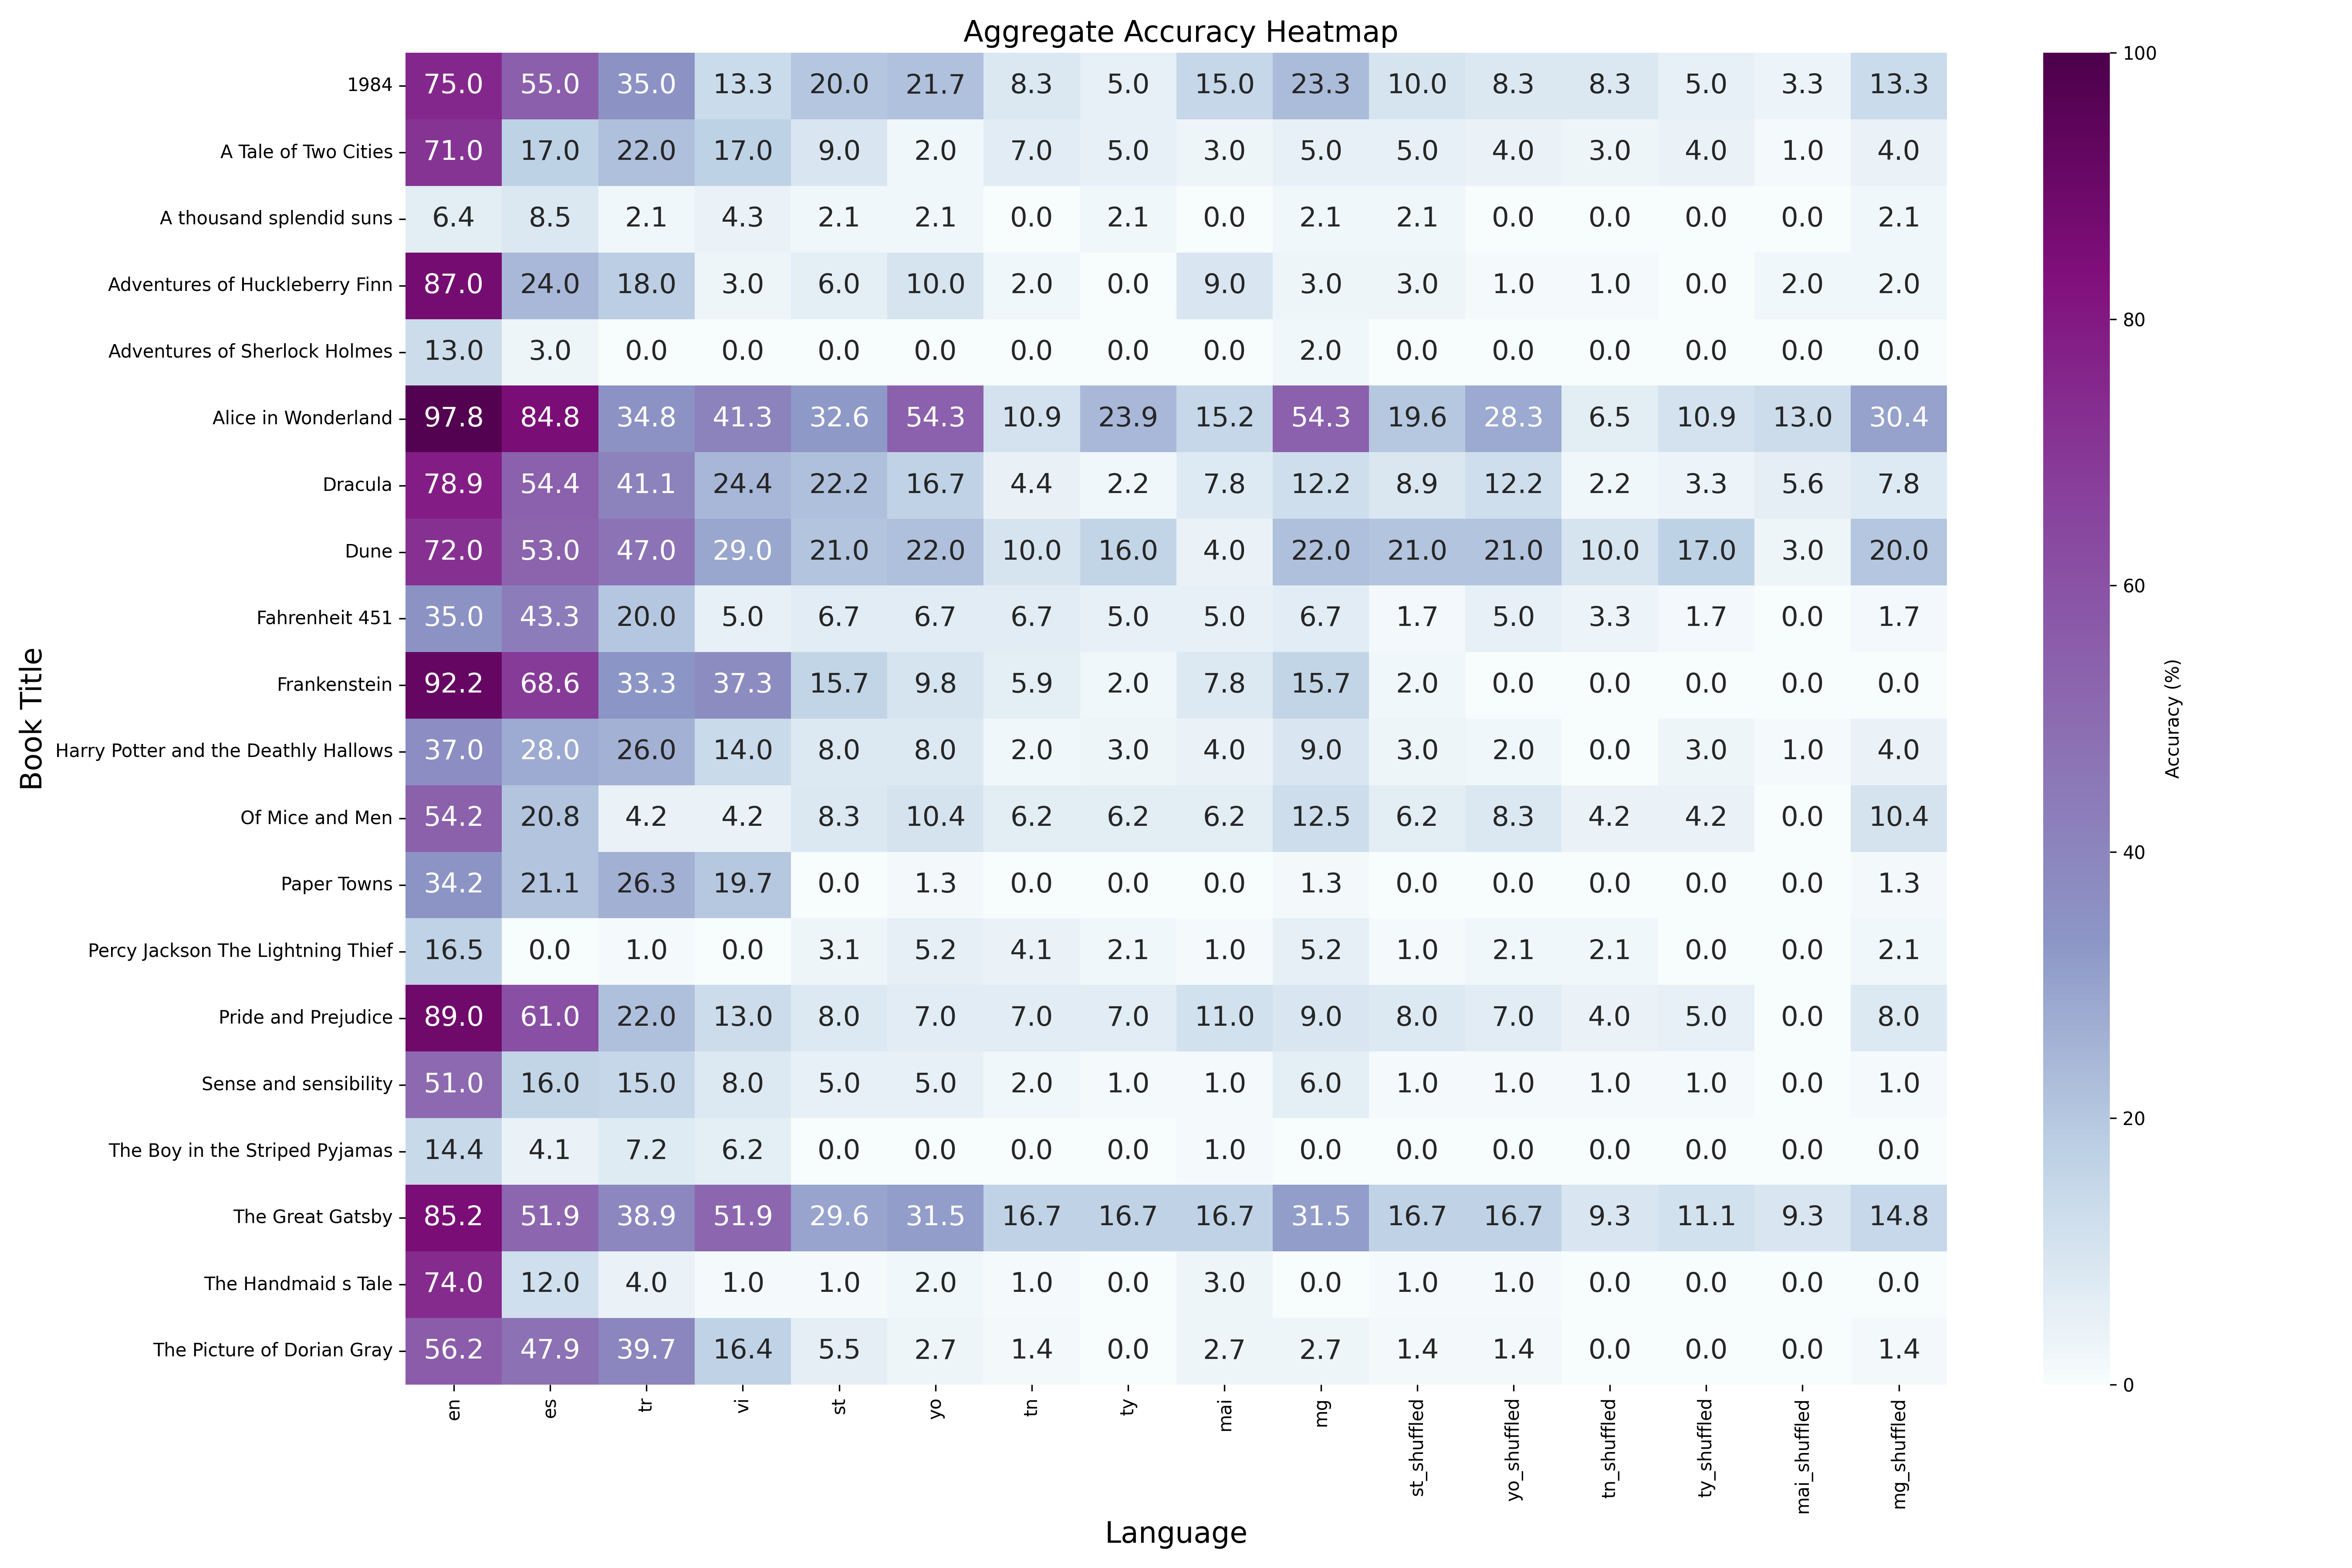 Aggregate Accuracy Heatmap
1984 75.0 55.0 35.0 13.3 20.0 21.7 8.3 5.0 15.0 23.3 10.0 8.3 8.3 5.0 3.3 13.3
A Tale of Two Cities 71.0 17.0 22.0 17.0 9.0 2.0 7.0 5.0 3.0 5.0 5.0 4.0 3.0 4.0 1.0 4.0
A thousand splendid suns 6.4 8.5 2.1 4.3 2.1 2.1 0.0 2.1 0.0 2.1 2.1 0.0 0.0 0.0 0.0 2.1
Adventures of Huckleberry Finn 87.0 24.0 18.0 3.0 6.0 10.0 2.0 0.0 9.0 3.0 3.0 1.0 1.0 0.0 2.0 2.0
Adventures of Sherlock Holmes 13.0 3.0 0.0 0.0 0.0 0.0 0.0 0.0 0.0 2.0 0.0 0.0 0.0 0.0 0.0 0.0
Alice in Wonderland 97.8 84.8 34.8 41.3 32.6 54.3 10.9 23.9 15.2 54.3 19.6 28.3 6.5 10.9 13.0 30.4
Dracula 78.9 54.4 41.1 24.4 22.2 16.7 4.4 2.2 7.8 12.2 8.9 12.2 2.2 3.3 5.6 7.8
Dune 72.0 53.0 47.0 29.0 21.0 22.0 10.0 16.0 4.0 22.0 21.0 21.0 10.0 17.0 3.0 20.0
Fahrenheit 451 35.0 43.3 20.0 5.0 6.7 6.7 6.7 5.0 5.0 6.7 1.7 5.0 3.3 1.7 0.0 1.7
Frankenstein 92.2 68.6 33.3 37.3 15.7 9.8 5.9 2.0 7.8 15.7 2.0 0.0 0.0 0.0 0.0 0.0
Harry Potter and the Deathly Hallows 37.0 28.0 26.0 14.0 8.0 8.0 2.0 3.0 4.0 9.0 3.0 2.0 0.0 3.0 1.0 4.0
Of Mice and Men 54.2 20.8 4.2 4.2 8.3 10.4 6.2 6.2 6.2 12.5 6.2 8.3 4.2 4.2 0.0 10.4
Paper Towns 34.2 21.1 26.3 19.7 0.0 1.3 0.0 0.0 0.0 1.3 0.0 0.0 0.0 0.0 0.0 1.3
Percy Jackson The Lightning Thief 16.5 0.0 1.0 0.0 3.1 5.2 4.1 2.1 1.0 5.2 1.0 2.1 2.1 0.0 0.0 2.1
Pride and Prejudice 89.0 61.0 22.0 13.0 8.0 7.0 7.0 7.0 11.0 9.0 8.0 7.0 4.0 5.0 0.0 8.0
Sense and sensibility 51.0 16.0 15.0 8.0 5.0 5.0 2.0 1.0 1.0 6.0 1.0 1.0 1.0 1.0 0.0 1.0
The Boy in the Striped Pyjamas 14.4 4.1 7.2 6.2 0.0 0.0 0.0 0.0 1.0 0.0 0.0 0.0 0.0 0.0 0.0 0.0
The Great Gatsby 85.2 51.9 38.9 51.9 29.6 31.5 16.7 16.7 16.7 31.5 16.7 16.7 9.3 11.1 9.3 14.8
The Handmaid s Tale 74.0 12.0 4.0 1.0 1.0 2.0 1.0 0.0 3.0 0.0 1.0 1.0 0.0 0.0 0.0 0.0
The Picture of Dorian Gray 56.2 47.9 39.7 16.4 5.5 2.7 1.4 0.0 2.7 2.7 1.4 1.4 0.0 0.0 0.0 1.4
en es tr vi st yo tn ty mai mg st_shuffled yo_shuffled tn_shuffled ty_shuffled mai_shuffled mg_shuffled
Language
Book Title
100
80
60
40
20
0
Accuracy (%)